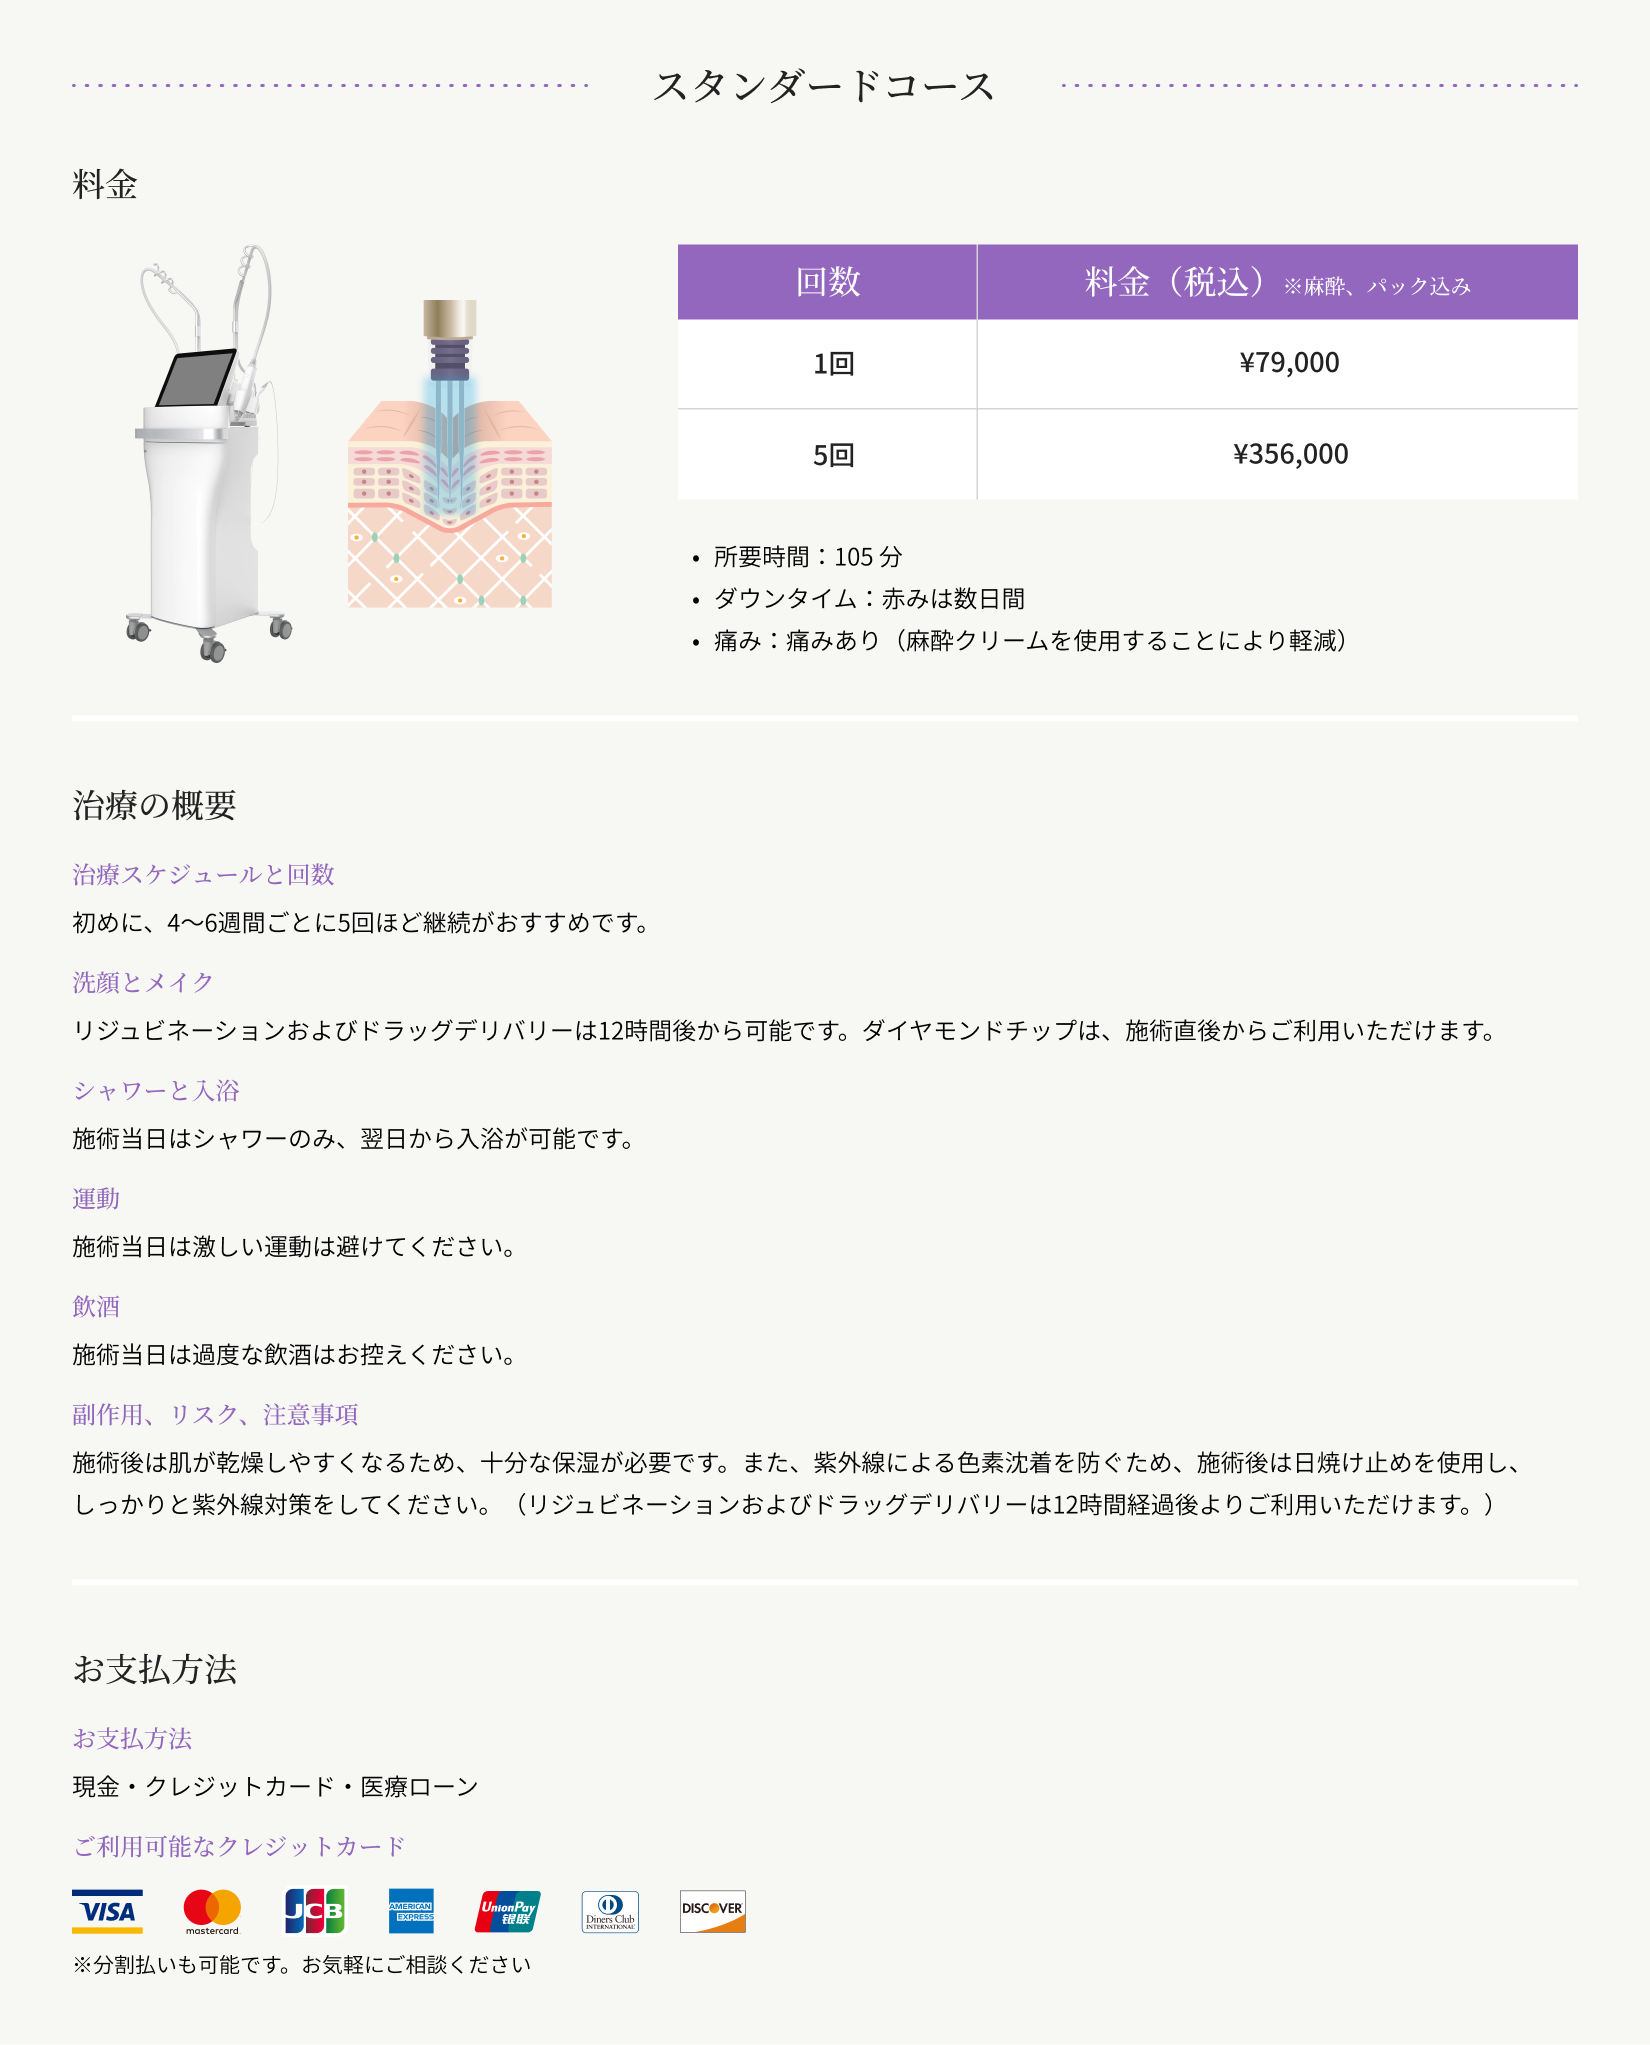 スタンダードコース
料金
回数
料金（税込）※麻酔、パック込み
1回
¥79,000
5回
¥356,000
• 所要時間：105 分
• ダウンタイム：赤みは数日間
• 痛み：痛みあり（麻酔クリームを使用することにより軽減）
治療の概要
治療スケジュールと回数
初めに、4〜6週間ごとに5回ほど継続がおすすめです。
洗顔とメイク
リジュビネーションおよびドラッグデリバリーは12時間後から可能です。ダイヤモンドチップは、施術直後からご利用いただけます。
シャワーと入浴
施術当日はシャワーのみ、翌日から入浴が可能です。
運動
施術当日は激しい運動は避けてください。
飲酒
施術当日は過度な飲酒はお控えください。
副作用、リスク、注意事項
施術後は肌が乾燥しやすくなるため、十分な保湿が必要です。また、紫外線による色素沈着を防ぐため、施術後は日焼け止めを使用し、
しっかりと紫外線対策をしてください。（リジュビネーションおよびドラッグデリバリーは12時間経過後よりご利用いただけます。）
お支払方法
お支払方法
現金・クレジットカード・医療ローン
ご利用可能なクレジットカード
VISA
mastercard.
JCB
AMERICAN
EXPRESS
UnionPay
银联
Diners Club
INTERNATIONAL
DISCOVER
※分割払いも可能です。お気軽にご相談ください